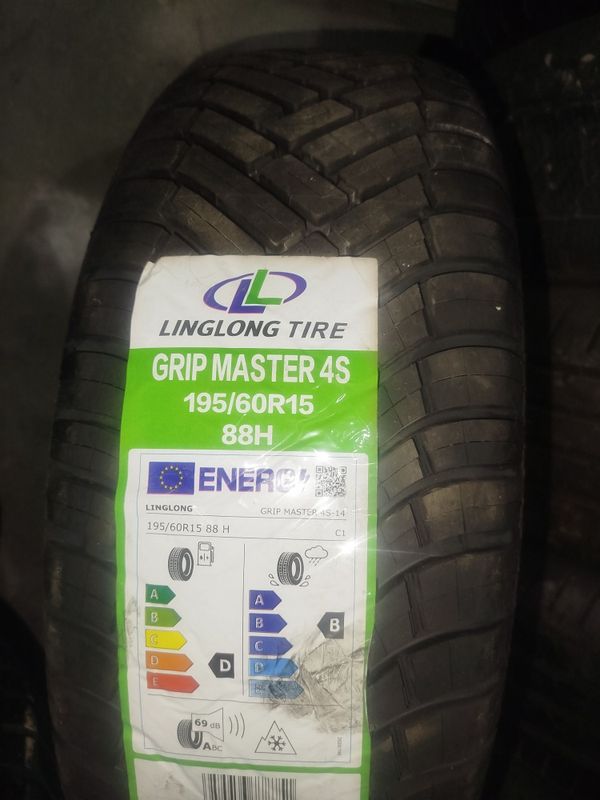 LINGLONG TIRE
GRIP MASTER 4S
195/60R15
88H
ENERG
LINGLONG GRIP MASTER 4S-14
195/60R15 88 H C1
A A
B B B
C C
D D D
E
69 dB
ABC